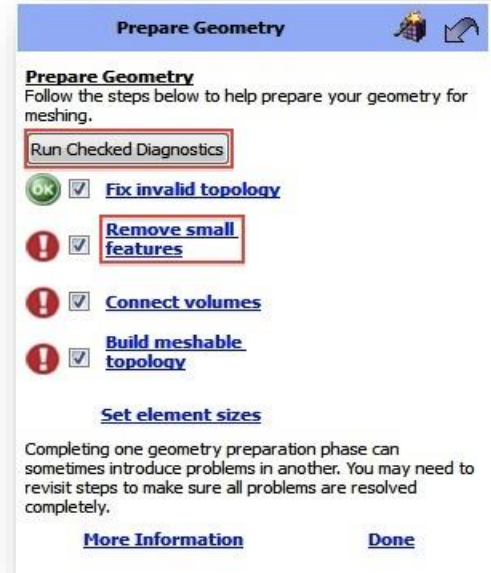 Prepare Geometry
Prepare Geometry
Follow the steps below to help prepare your geometry for
meshing.
Run Checked Diagnostics
OK Fix invalid topology
Remove small
features
Connect volumes
Build meshable
topology
Set element sizes
Completing one geometry preparation phase can
sometimes introduce problems in another. You may need to
revisit steps to make sure all problems are resolved
completely.
More Information Done